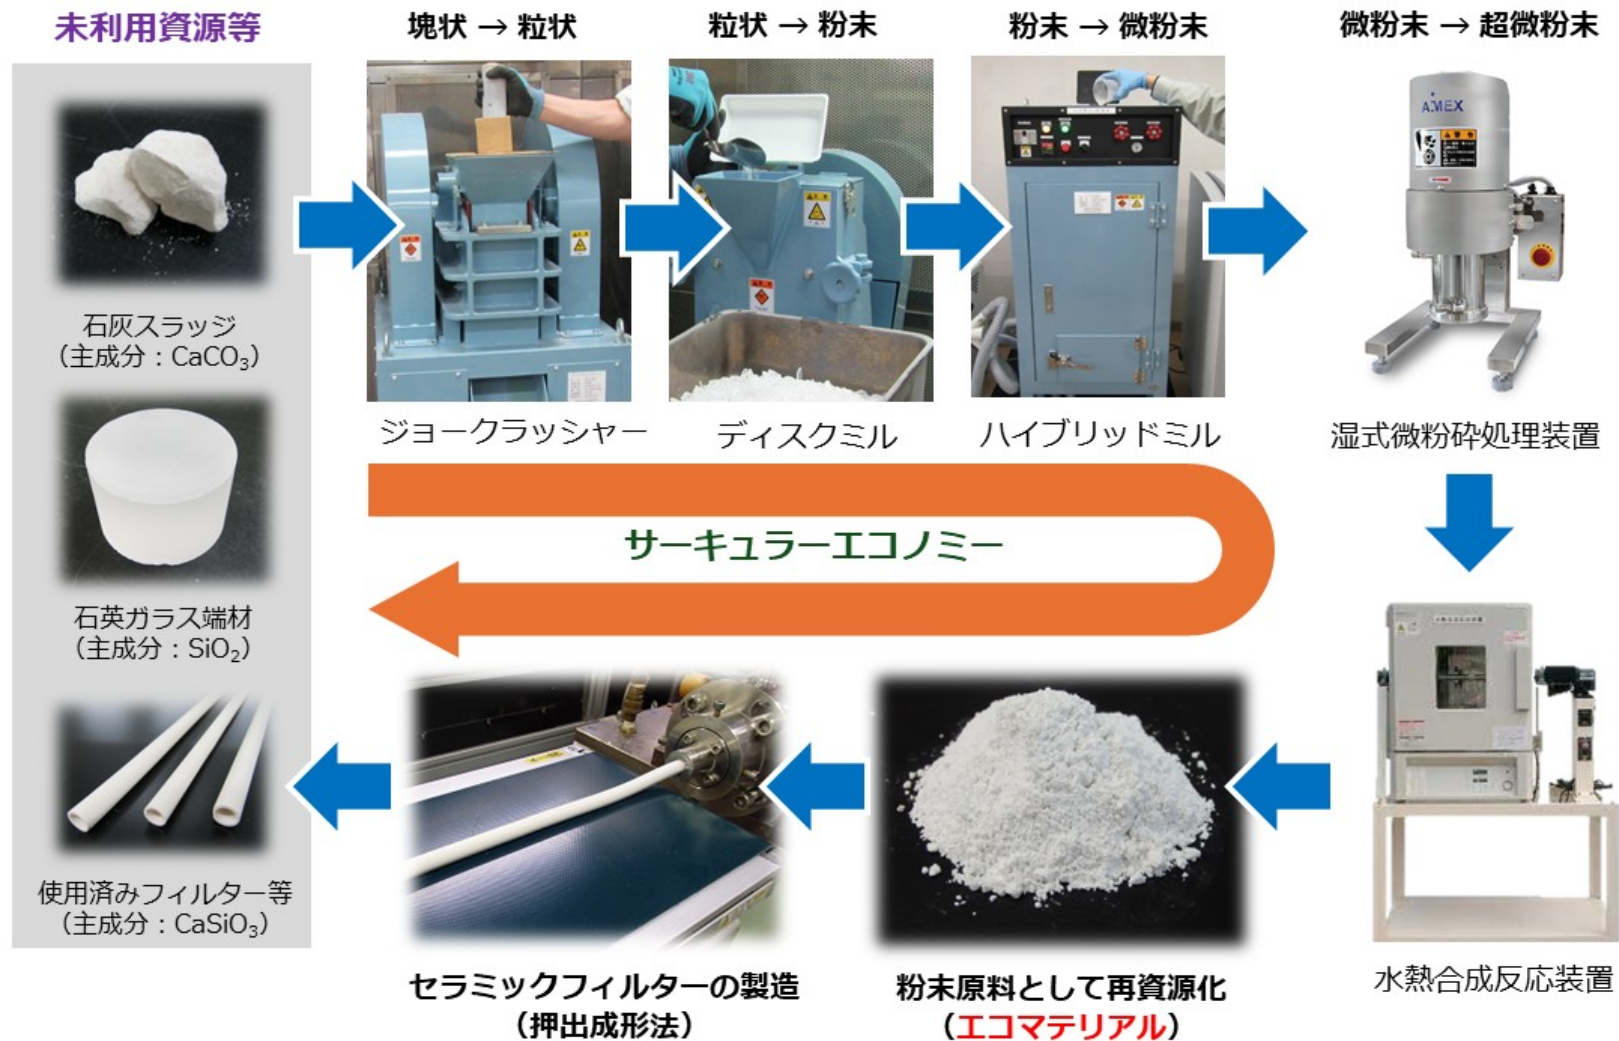 未利用資源等
塊状 → 粒状
粒状 → 粉末
粉末 → 微粉末
微粉末 → 超微粉末
AIMEX
石灰スラッジ
（主成分：CaCO₃）
ジョークラッシャー
ディスクミル
ハイブリッドミル
湿式微粉砕処理装置
サーキュラーエコノミー
石英ガラス端材
（主成分：SiO₂）
使用済みフィルター等
（主成分：CaSiO₃）
セラミックフィルターの製造
（押出成形法）
粉末原料として再資源化
（エコマテリアル）
水熱合成反応装置